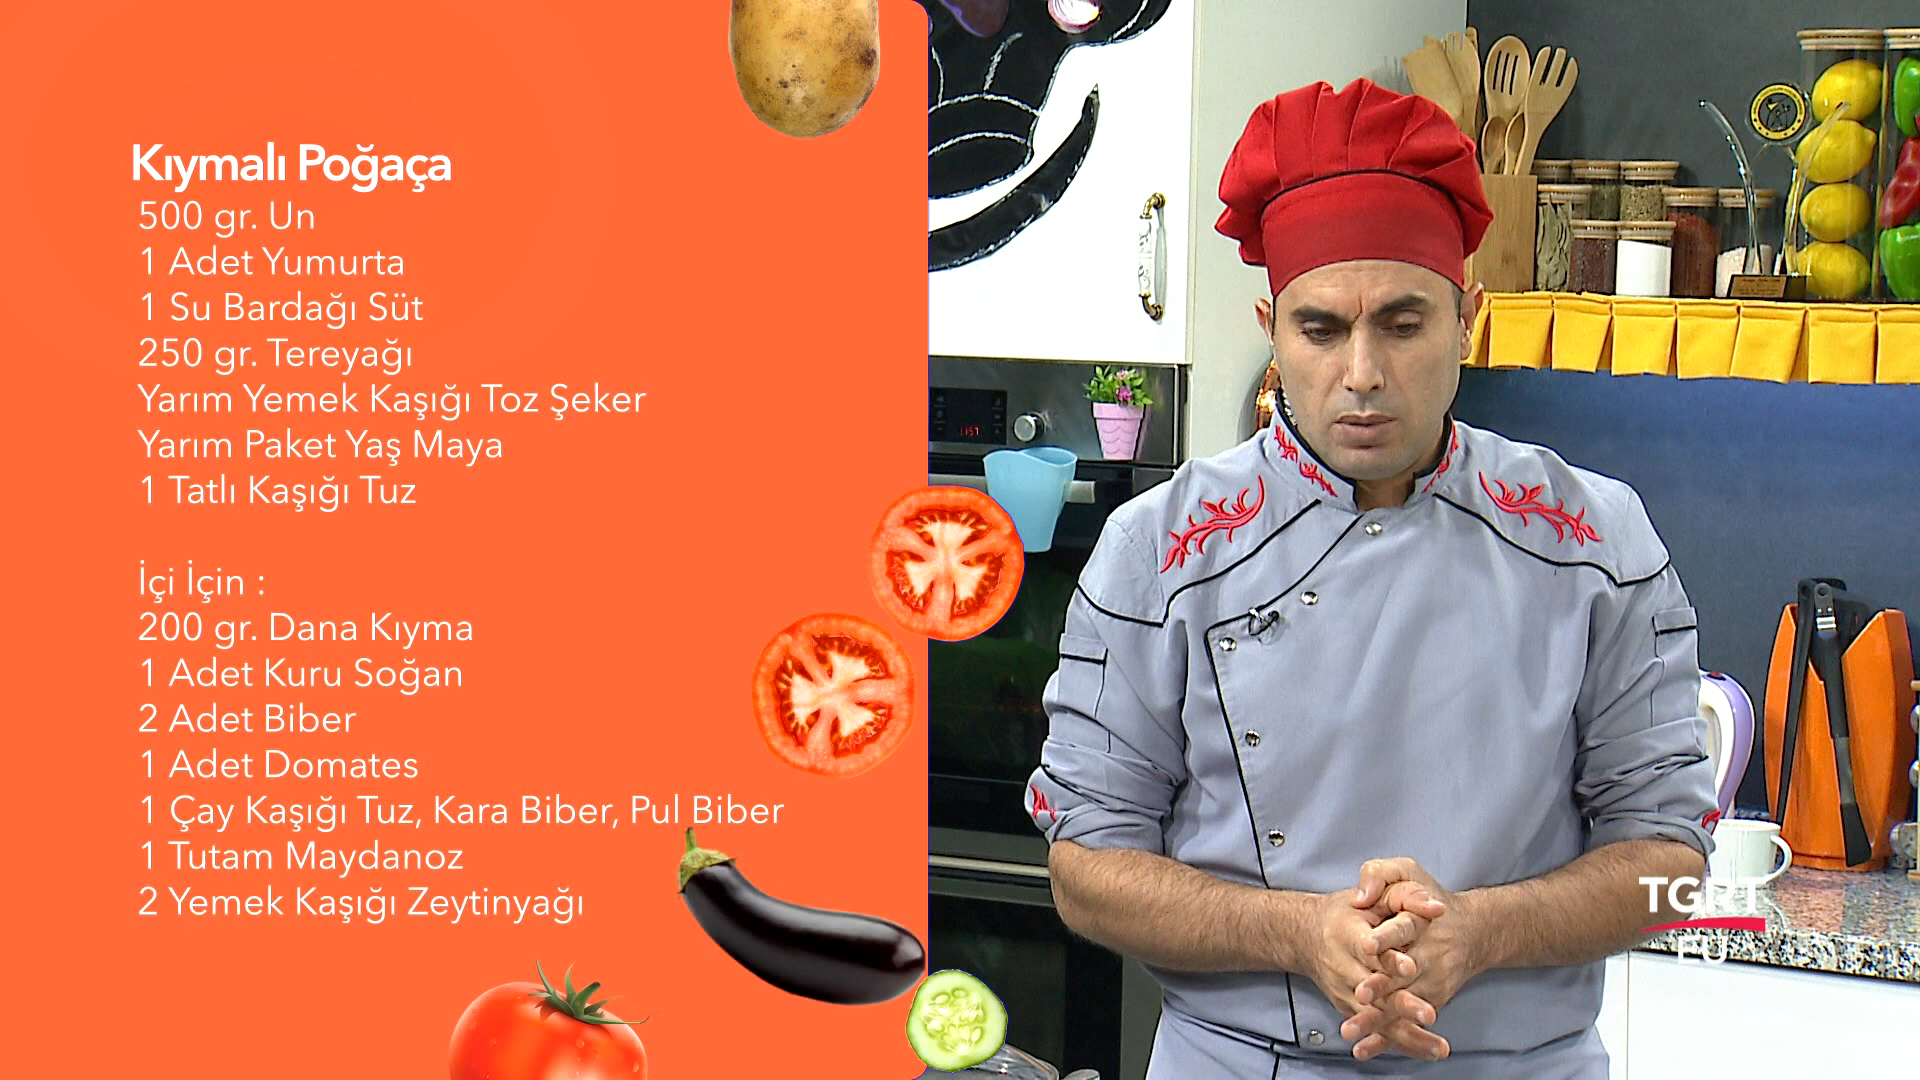 Kıymalı Poğaça
500 gr. Un
1 Adet Yumurta
1 Su Bardağı Süt
250 gr. Tereyağı
Yarım Yemek Kaşığı Toz Şeker
Yarım Paket Yaş Maya
1 Tatlı Kaşığı Tuz
İçi İçin :
200 gr. Dana Kıyma
1 Adet Kuru Soğan
2 Adet Biber
1 Adet Domates
1 Çay Kaşığı Tuz, Kara Biber, Pul Biber
1 Tutam Maydanoz
2 Yemek Kaşığı Zeytinyağı
TGRT
EU